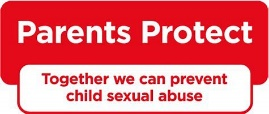 Parents Protect
Together we can prevent
child sexual abuse